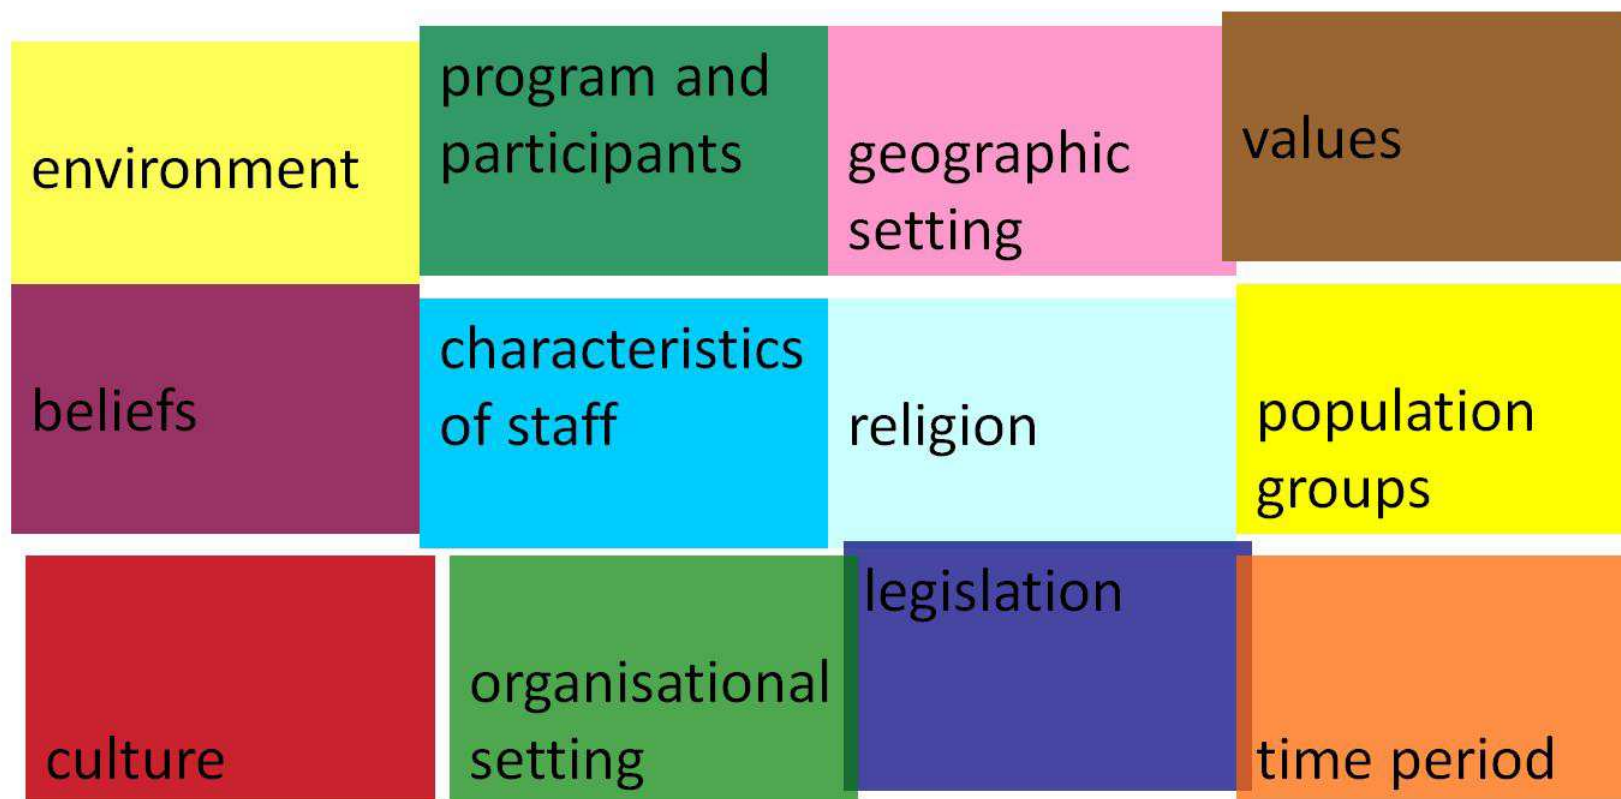 environment
program and
participants
geographic
setting
values
beliefs
characteristics
of staff
religion
population
groups
culture
organisational
setting
legislation
time period